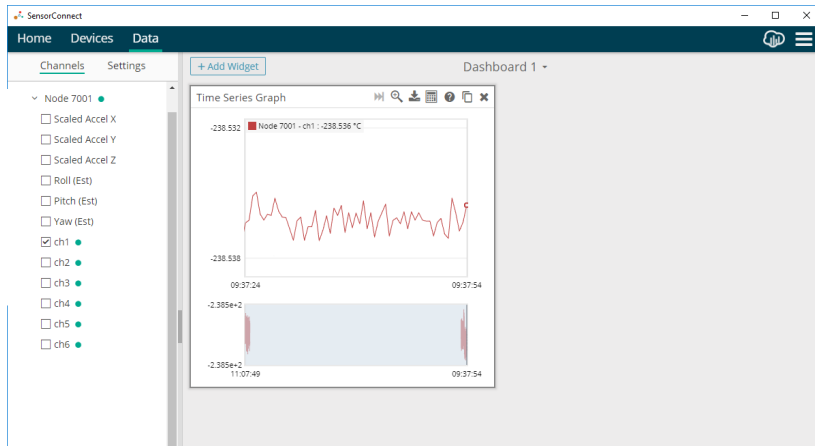 SensorConnect
Home Devices Data
Channels Settings
+ Add Widget
Dashboard 1
Node 7001
Scaled Accel X
Scaled Accel Y
Scaled Accel Z
Roll (Est)
Pitch (Est)
Yaw (Est)
ch1
ch2
ch3
ch4
ch5
ch6
Time Series Graph
-238.532
Node 7001 - ch1 : -238.536 °C
-238.538
09:37:24 09:37:54
-2.385e+2
-2.385e+2
11:07:49 09:37:54